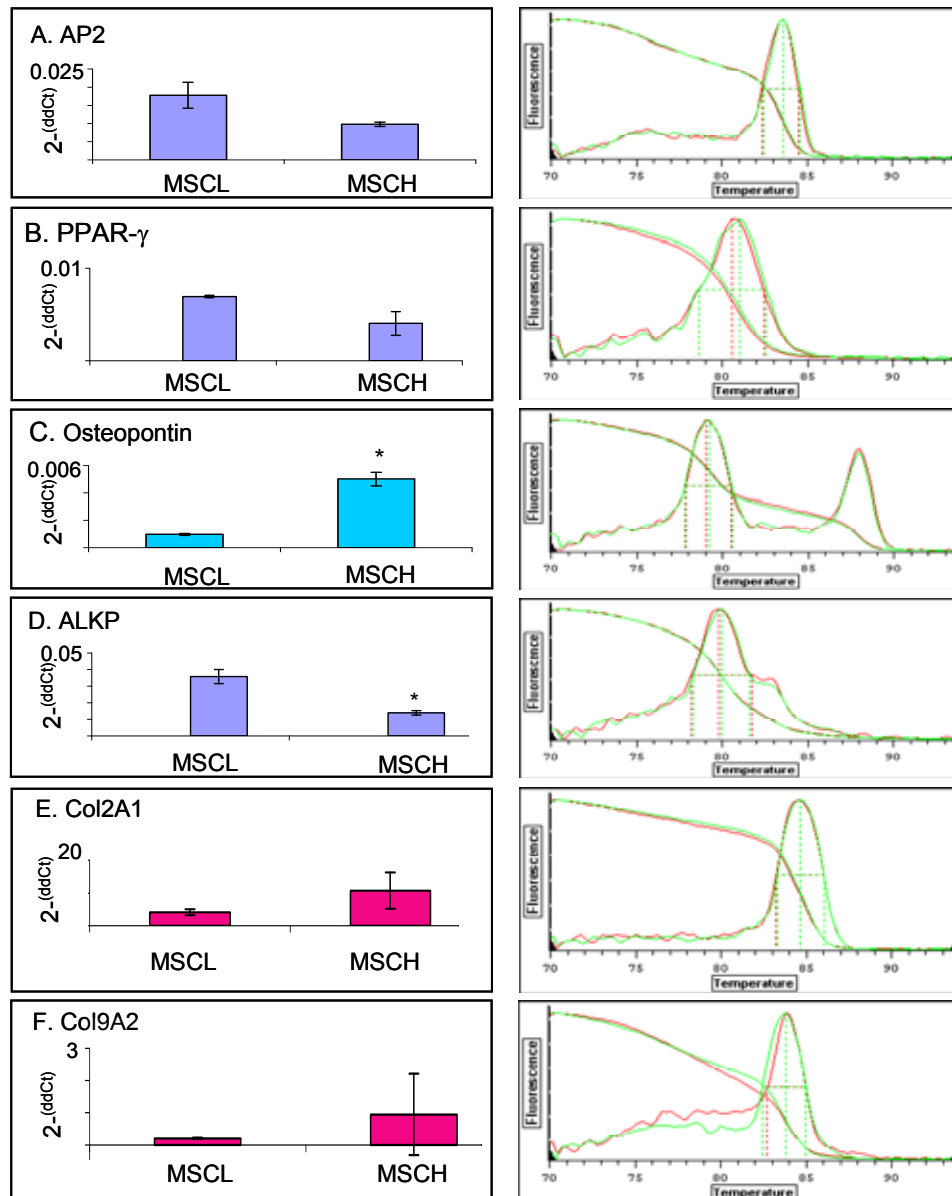 A. AP2
0.025
2-(ddCt)
MSCL MSCH
Fluorescence
70 75 80 85 90
Temperature
B. PPAR-γ
0.01
2-(ddCt)
MSCL MSCH
Fluorescence
70 75 80 85 90
Temperature
C. Osteopontin
0.006
*
2-(ddCt)
MSCL MSCH
Fluorescence
70 75 80 85 90
Temperature
D. ALKP
0.05
*
2-(ddCt)
MSCL MSCH
Fluorescence
70 75 80 85 90
Temperature
E. Col2A1
20
2-(ddCt)
MSCL MSCH
Fluorescence
70 75 80 85 90
Temperature
F. Col9A2
3
2-(ddCt)
MSCL MSCH
Fluorescence
70 75 80 85 90
Temperature